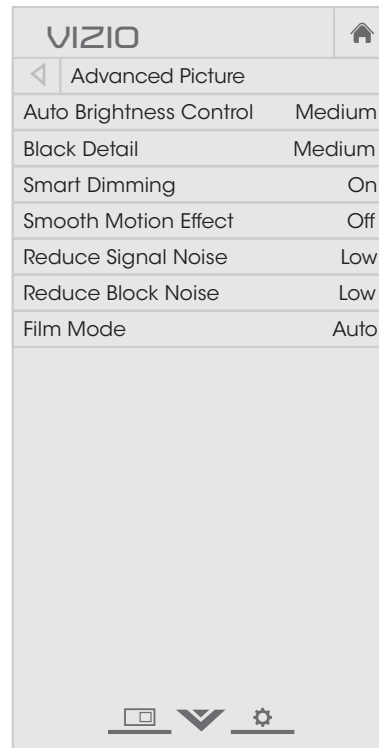 VIZIO
Advanced Picture
Auto Brightness Control Medium
Black Detail Medium
Smart Dimming On
Smooth Motion Effect Off
Reduce Signal Noise Low
Reduce Block Noise Low
Film Mode Auto